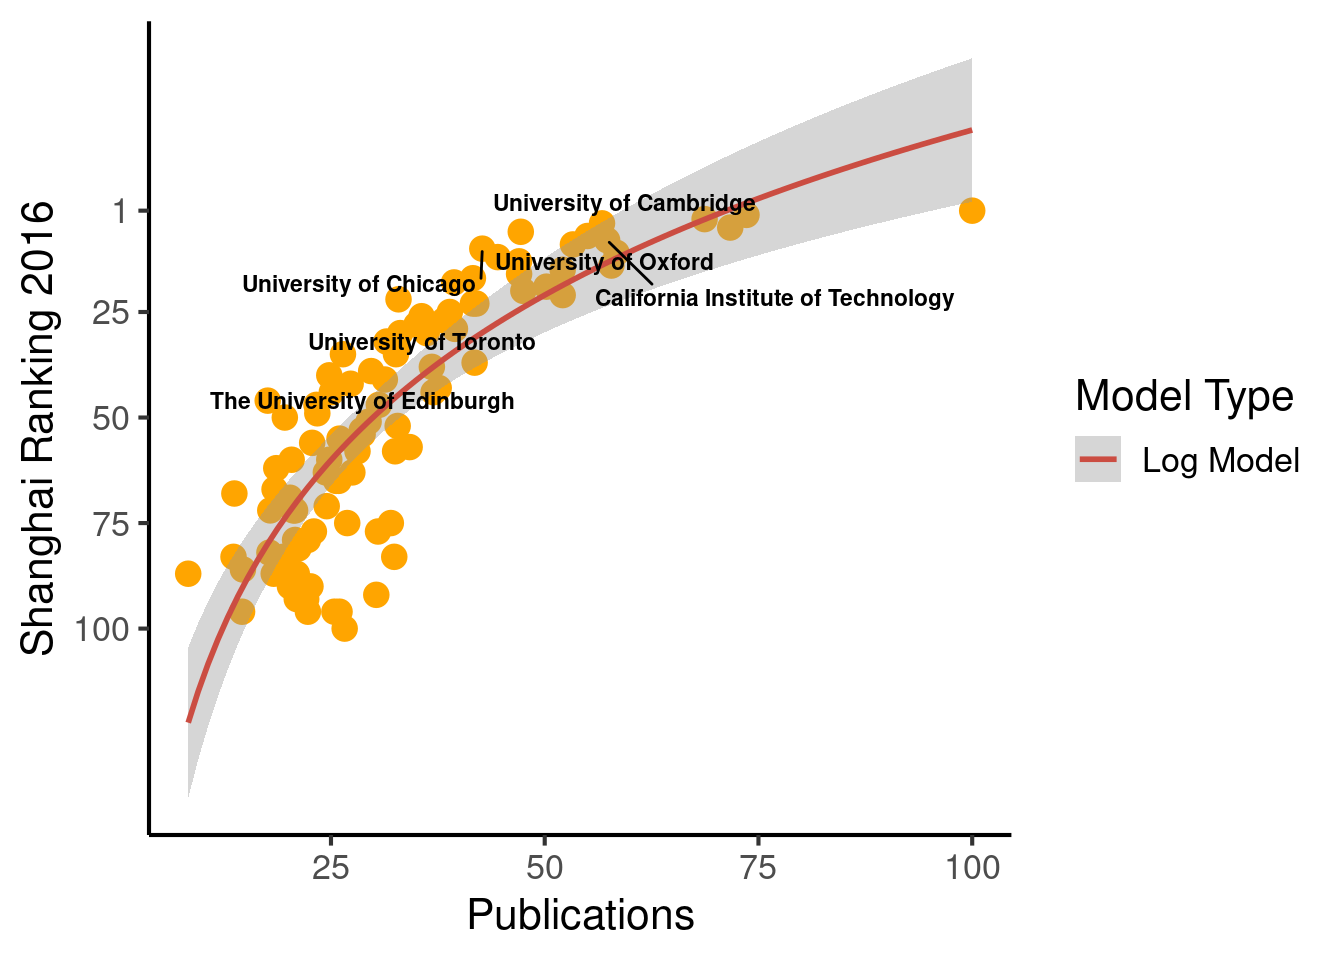 University of Cambridge
1
University of Oxford
University of Chicago
California Institute of Technology
25
University of Toronto
The University of Edinburgh
50
75
100
Shanghai Ranking 2016
25
50
75
100
Publications
Model Type
Log Model